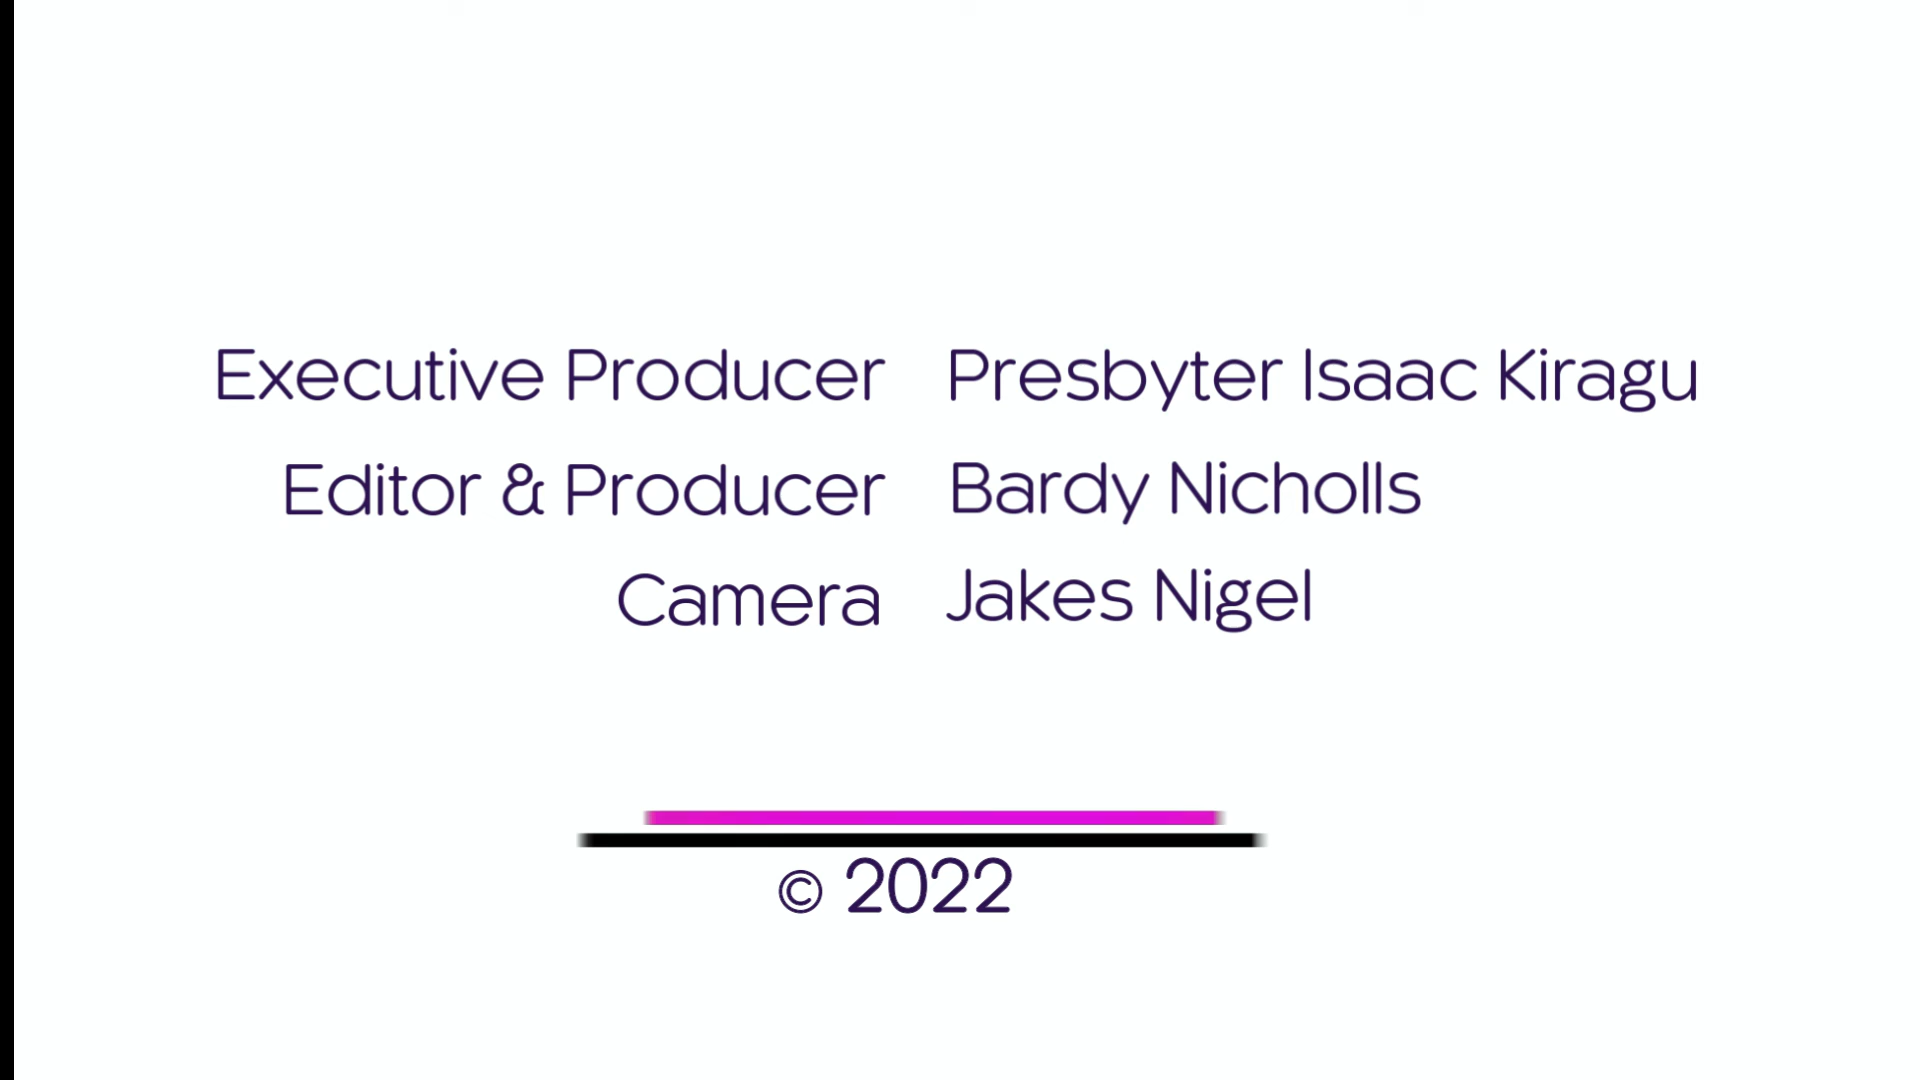 Executive Producer Presbyter Isaac Kiragu
Editor & Producer Bardy Nicholls
Camera Jakes Nigel
© 2022